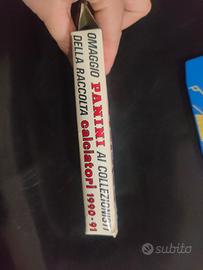 OMAGGIO PANINI AI COLLEZIONISTI
DELLA RACCOLTA calciatori 1990-91
subito